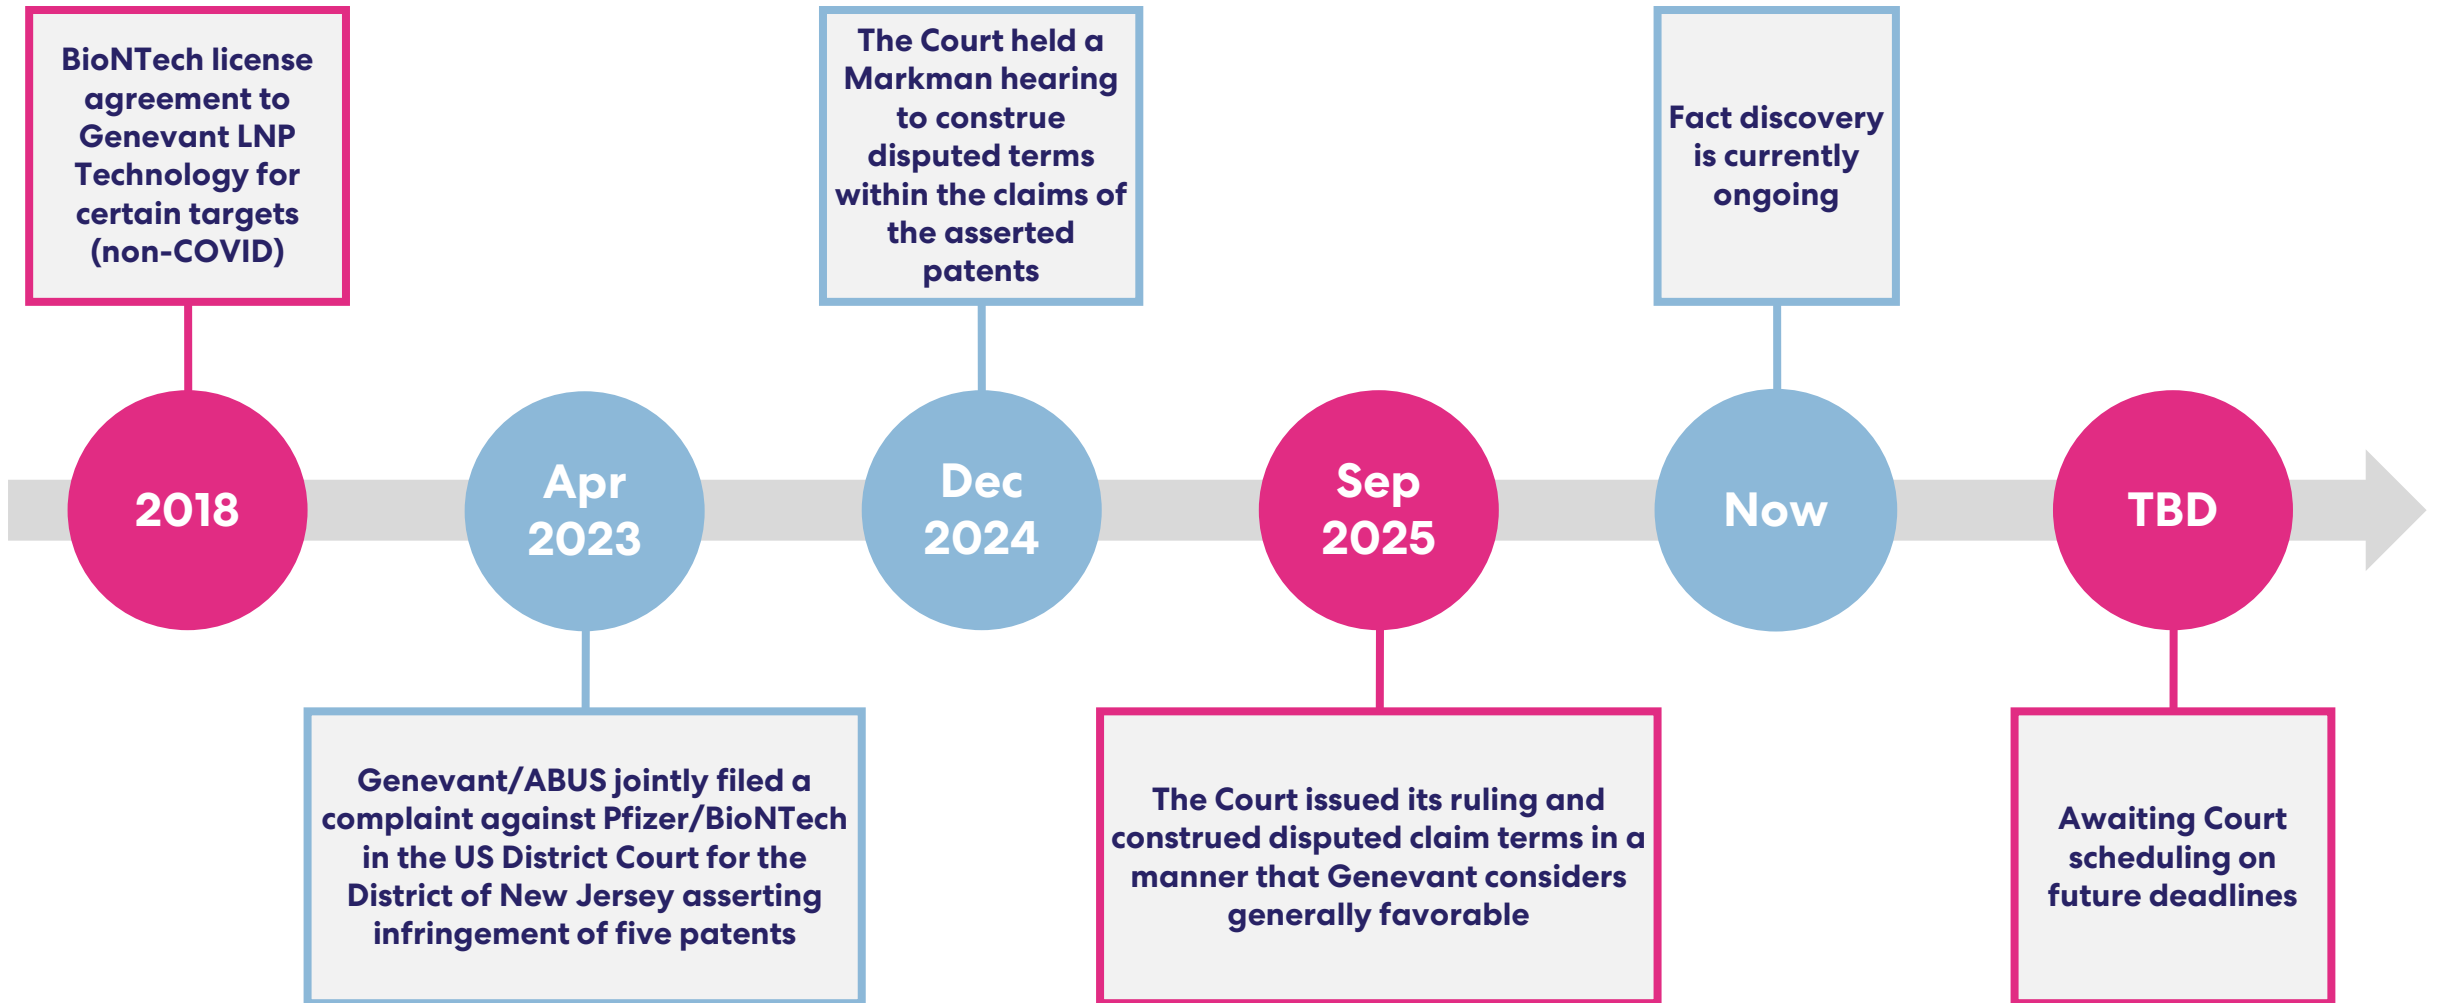 BioNTech license
agreement to
Genevant LNP
Technology for
certain targets
(non-COVID)
2018
Apr
2023
Genevant/ABUS jointly filed a
complaint against Pfizer/BioNTech
in the US District Court for the
District of New Jersey asserting
infringement of five patents
The Court held a
Markman hearing
to construe
disputed terms
within the claims of
the asserted
patents
Dec
2024
Sep
2025
The Court issued its ruling and
construed disputed claim terms in a
manner that Genevant considers
generally favorable
Fact discovery
is currently
ongoing
Now
TBD
Awaiting Court
scheduling on
future deadlines